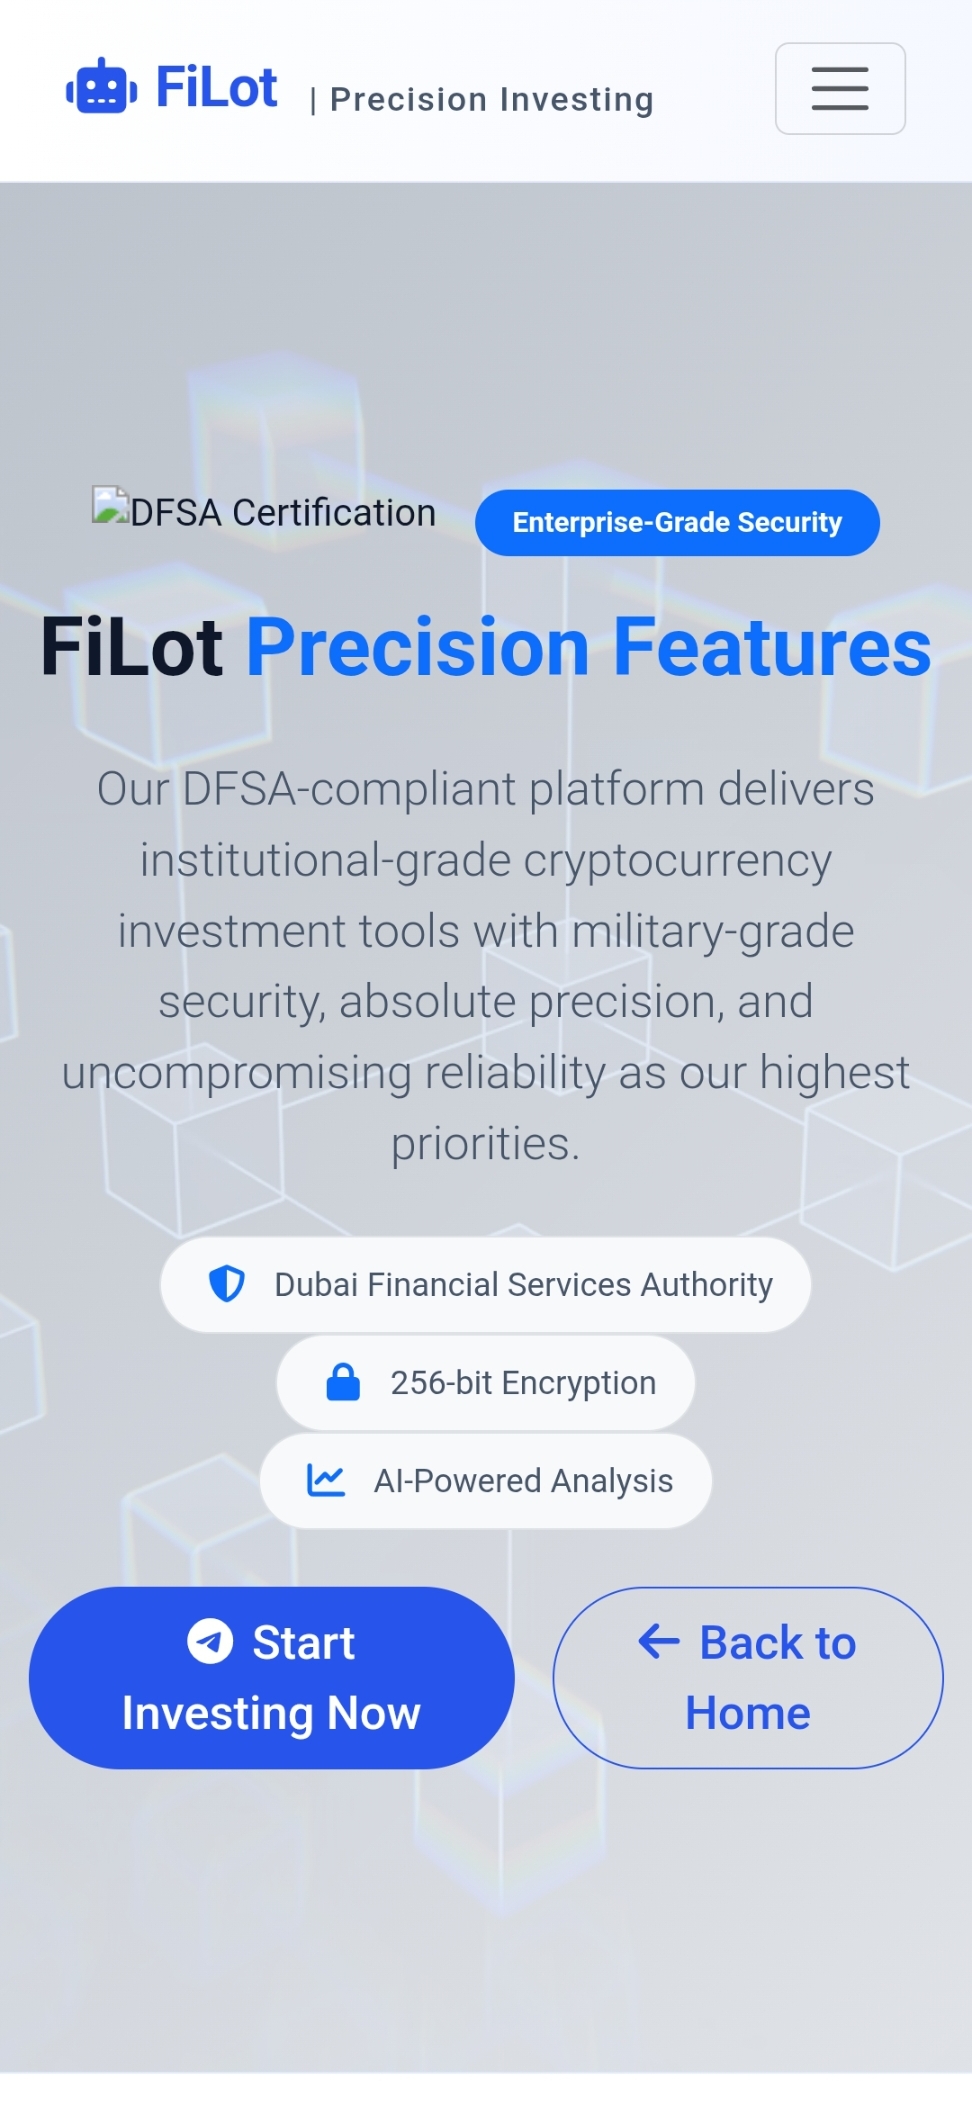 FiLot | Precision Investing
DFSA Certification
Enterprise-Grade Security
FiLot Precision Features
Our DFSA-compliant platform delivers
institutional-grade cryptocurrency
investment tools with military-grade
security, absolute precision, and
uncompromising reliability as our highest
priorities.
Dubai Financial Services Authority
256-bit Encryption
AI-Powered Analysis
Start
Investing Now
Back to
Home